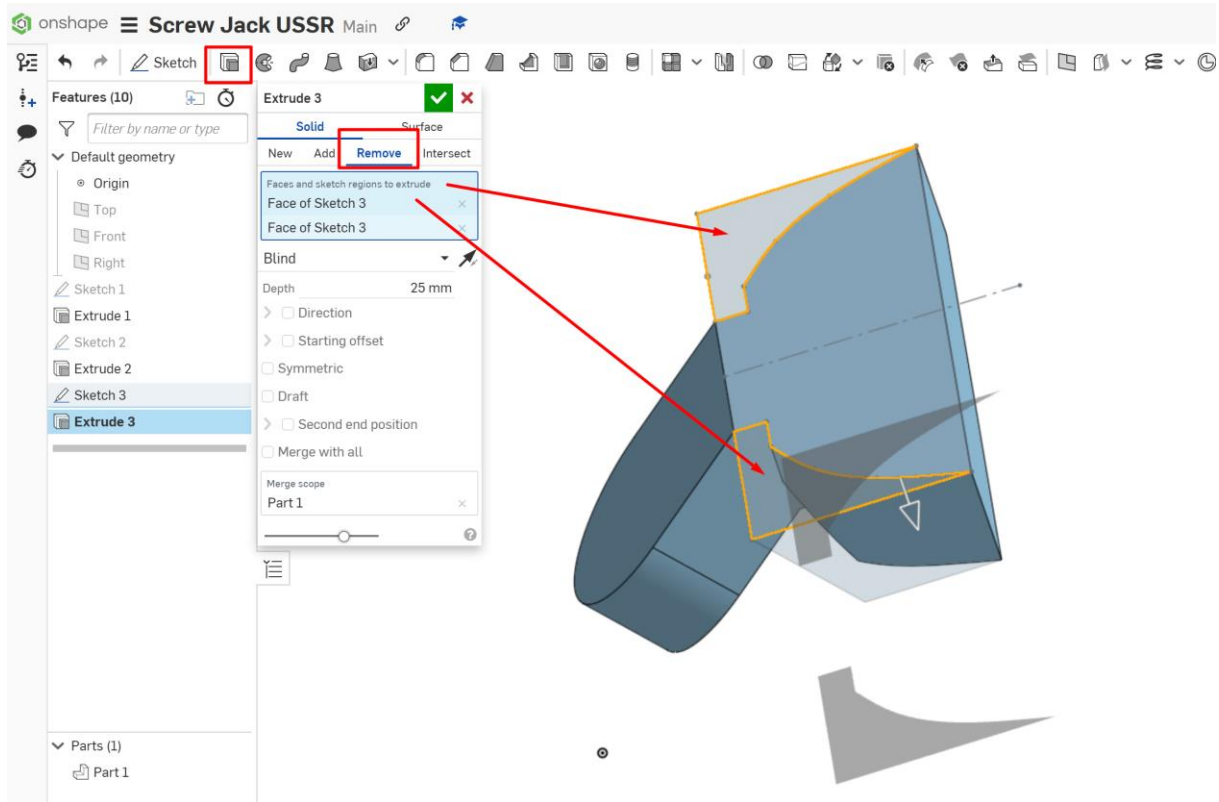 onshape Screw Jack USSR Main
Sketch
Features (10)
Filter by name or type
Default geometry
Origin
Top
Front
Right
Sketch 1
Extrude 1
Sketch 2
Extrude 2
Sketch 3
Extrude 3
Extrude 3
Solid Surface
New Add Remove Intersect
Faces and sketch regions to extrude
Face of Sketch 3
Face of Sketch 3
Blind
Depth 25 mm
Direction
Starting offset
Symmetric
Draft
Second end position
Merge with all
Merge scope
Part 1
Parts (1)
Part 1